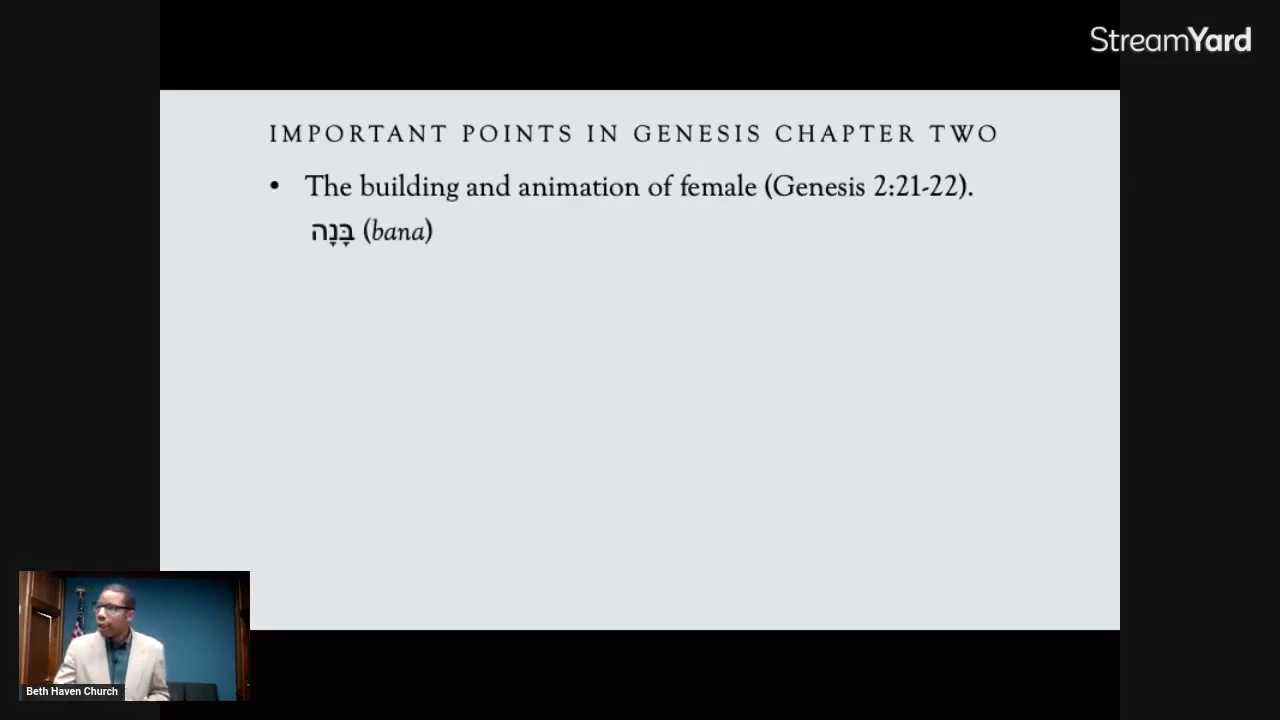 StreamYard
IMPORTANT POINTS IN GENESIS CHAPTER TWO
• The building and animation of female (Genesis 2:21-22).
בָּנָה (bana)
Beth Haven Church